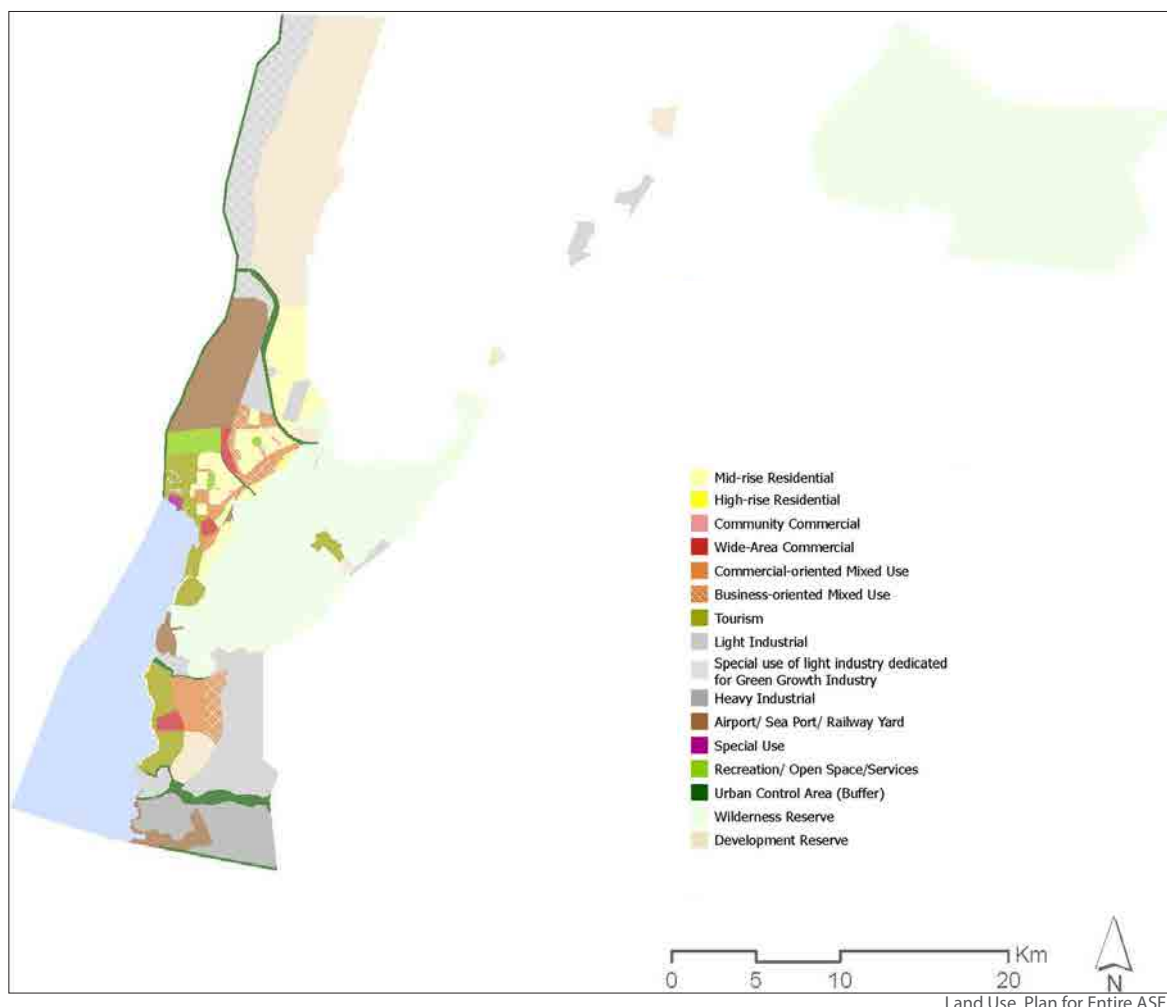 Mid-rise Residential
High-rise Residential
Community Commercial
Wide-Area Commercial
Commercial-oriented Mixed Use
Business-oriented Mixed Use
Tourism
Light Industrial
Special use of light industry dedicated
for Green Growth Industry
Heavy Industrial
Airport/ Sea Port/ Railway Yard
Special Use
Recreation/ Open Space/Services
Urban Control Area (Buffer)
Wilderness Reserve
Development Reserve
Km
0 5 10 20
N
Land Use Plan for Entire